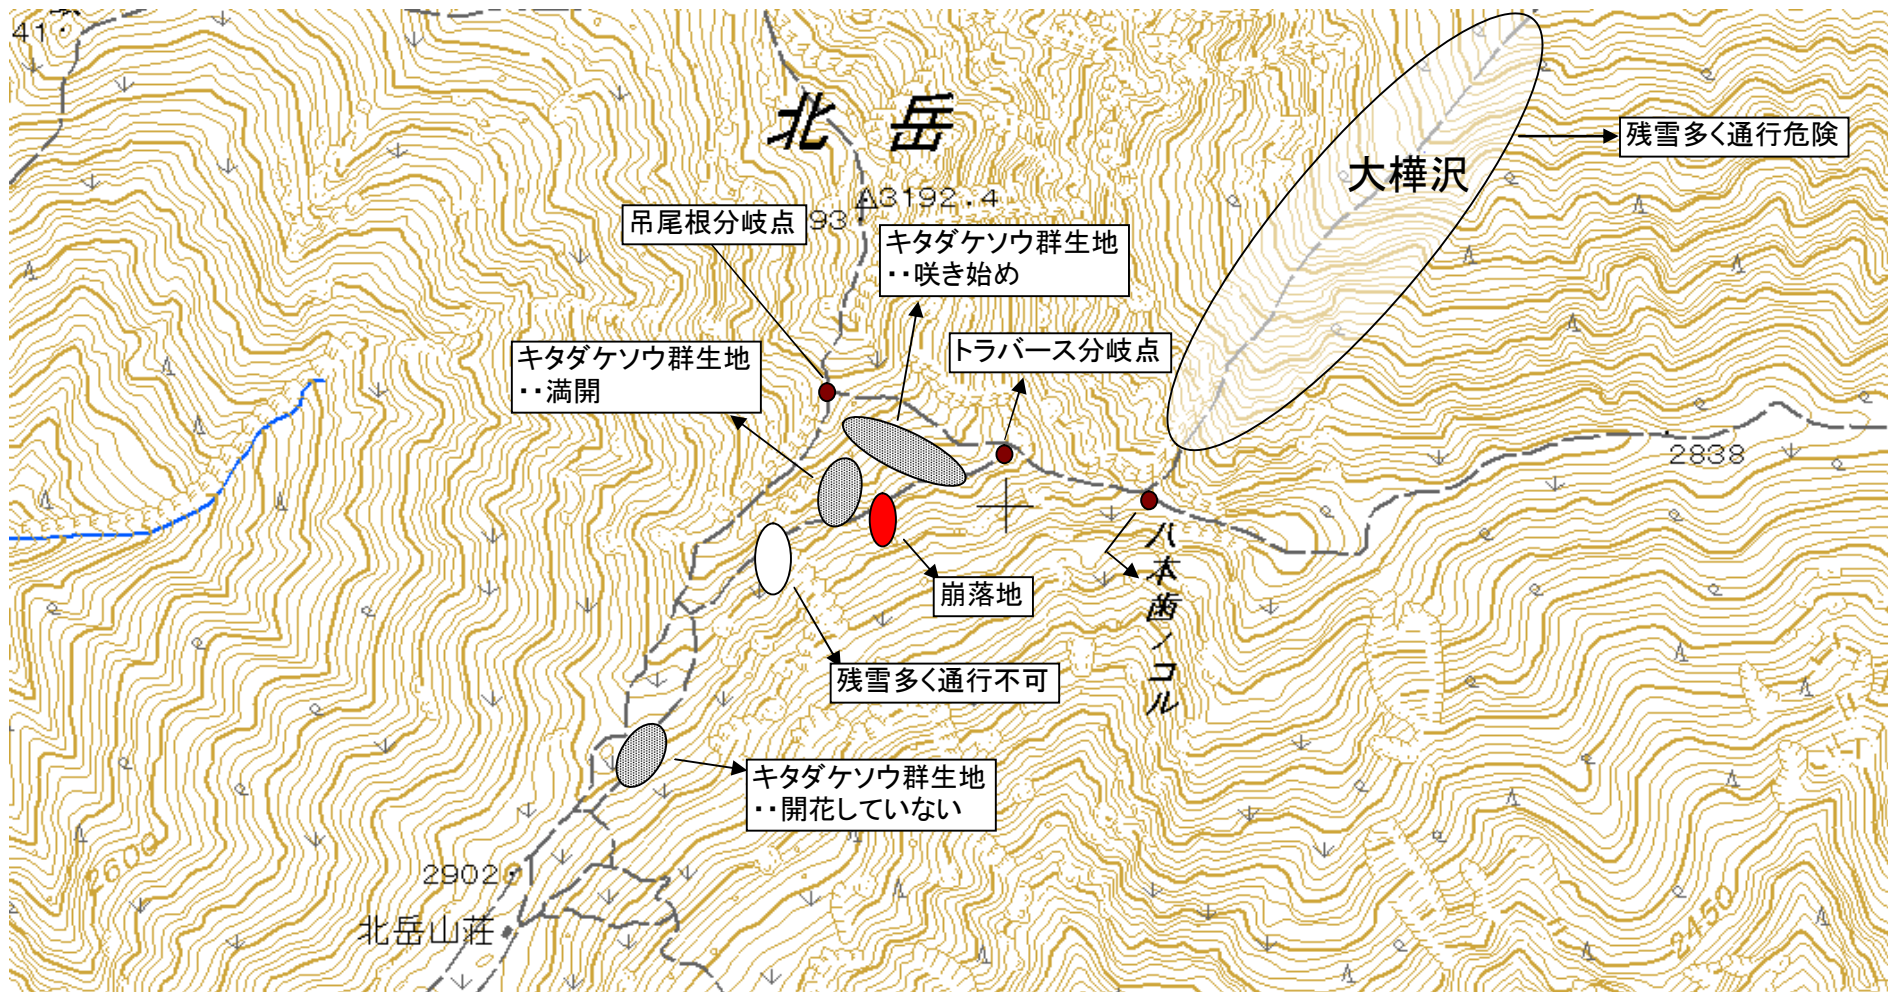 41
北岳
3192.4
93
大樺沢
残雪多く通行危険
吊尾根分岐点
キタダケソウ群生地
‥咲き始め
トラバース分岐点
キタダケソウ群生地
‥満開
2838
八本歯ノコル
崩落地
残雪多く通行不可
キタダケソウ群生地
‥開花していない
2600
2902
北岳山荘
2450